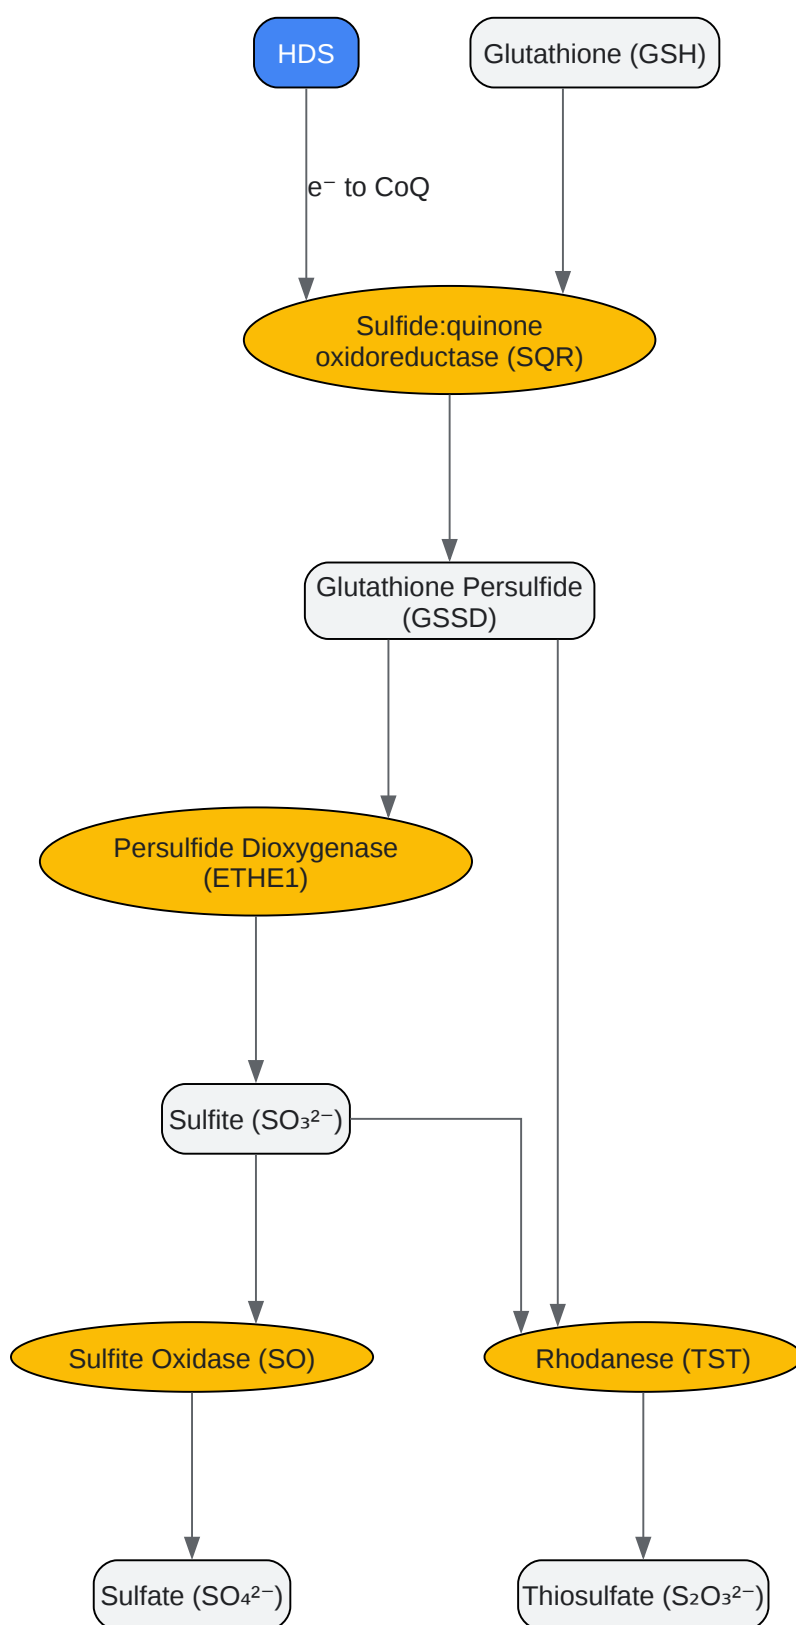 HDS
Glutathione (GSH)
e⁻ to CoQ
Sulfide:quinone
oxidoreductase (SQR)
Glutathione Persulfide
(GSSD)
Persulfide Dioxygenase
(ETHE1)
Sulfite (SO₃²⁻)
Sulfite Oxidase (SO)
Rhodanese (TST)
Sulfate (SO₄²⁻)
Thiosulfate (S₂O₃²⁻)